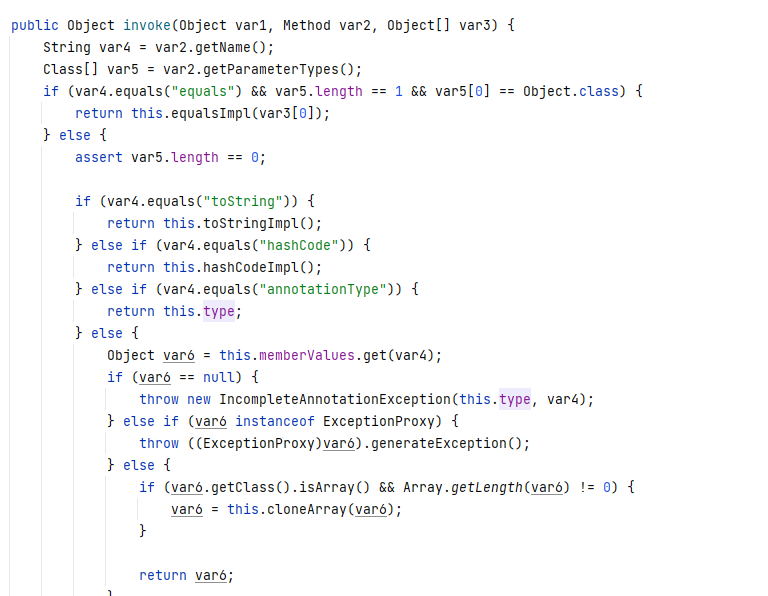 public Object invoke(Object var1, Method var2, Object[] var3) {
    String var4 = var2.getName();
    Class[] var5 = var2.getParameterTypes();
    if (var4.equals("equals") && var5.length == 1 && var5[0] == Object.class) {
        return this.equalsImpl(var3[0]);
    } else {
        assert var5.length == 0;

        if (var4.equals("toString")) {
            return this.toStringImpl();
        } else if (var4.equals("hashCode")) {
            return this.hashCodeImpl();
        } else if (var4.equals("annotationType")) {
            return this.type;
        } else {
            Object var6 = this.memberValues.get(var4);
            if (var6 == null) {
                throw new IncompleteAnnotationException(this.type, var4);
            } else if (var6 instanceof ExceptionProxy) {
                throw ((ExceptionProxy)var6).generateException();
            } else {
                if (var6.getClass().isArray() && Array.getLength(var6) != 0) {
                    var6 = this.cloneArray(var6);
                }

                return var6;
            }